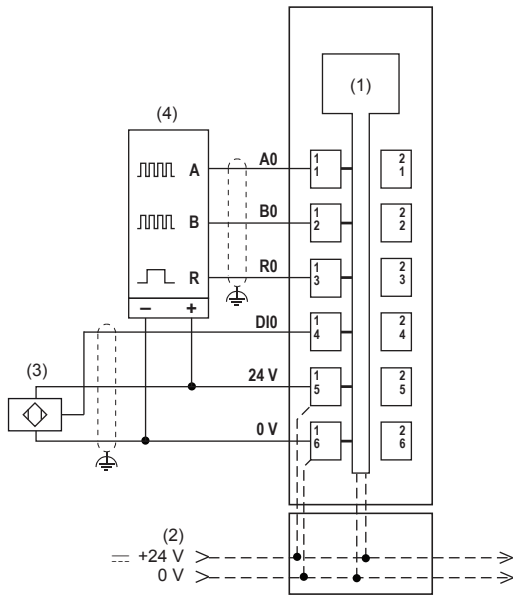 (1)
(4)
A A0 1 1 2 1
B B0 1 2 2 2
R R0 1 3 2 3
− +
DI0 1 4 2 4
(3)
24 V 1 5 2 5
0 V 1 6 2 6
(2)
+24 V
0 V